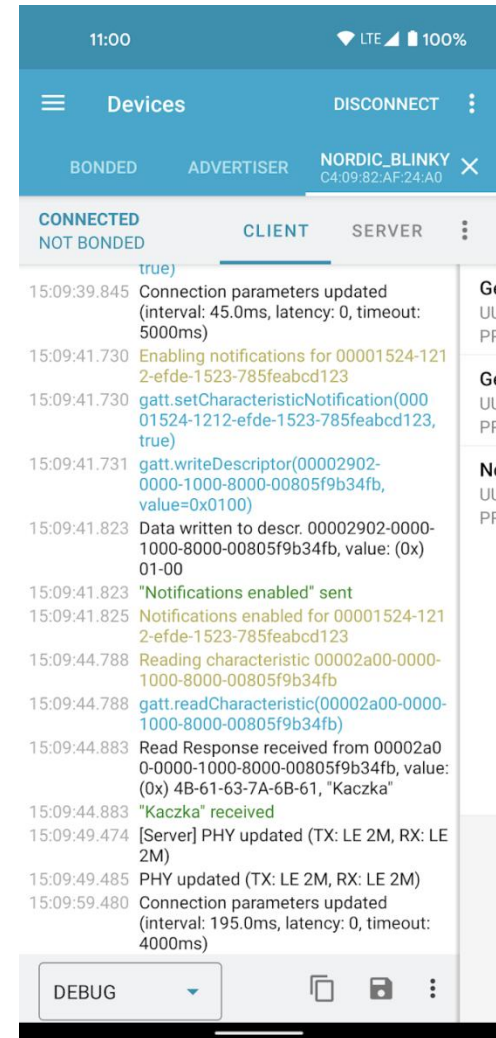 11:00
LTE 100%
Devices
DISCONNECT
BONDED
ADVERTISER
NORDIC_BLINKY
C4:09:82:AF:24:A0
CONNECTED
NOT BONDED
CLIENT
SERVER
true)
15:09:39.845 Connection parameters updated
(interval: 45.0ms, latency: 0, timeout:
5000ms)
15:09:41.730 Enabling notifications for 00001524-121
2-efde-1523-785feabcd123
15:09:41.730 gatt.setCharacteristicNotification(000
01524-1212-efde-1523-785feabcd123,
true)
15:09:41.731 gatt.writeDescriptor(00002902-
0000-1000-8000-00805f9b34fb,
value=0x0100)
15:09:41.823 Data written to descr. 00002902-0000-
1000-8000-00805f9b34fb, value: (0x)
01-00
15:09:41.823 "Notifications enabled" sent
15:09:41.825 Notifications enabled for 00001524-121
2-efde-1523-785feabcd123
15:09:44.788 Reading characteristic 00002a00-0000-
1000-8000-00805f9b34fb
15:09:44.788 gatt.readCharacteristic(00002a00-0000-
1000-8000-00805f9b34fb)
15:09:44.883 Read Response received from 00002a0
0-0000-1000-8000-00805f9b34fb, value:
(0x) 4B-61-63-7A-6B-61, "Kaczka"
15:09:44.883 "Kaczka" received
15:09:49.474 [Server] PHY updated (TX: LE 2M, RX: LE
2M)
15:09:49.485 PHY updated (TX: LE 2M, RX: LE 2M)
15:09:59.480 Connection parameters updated
(interval: 195.0ms, latency: 0, timeout:
4000ms)
DEBUG